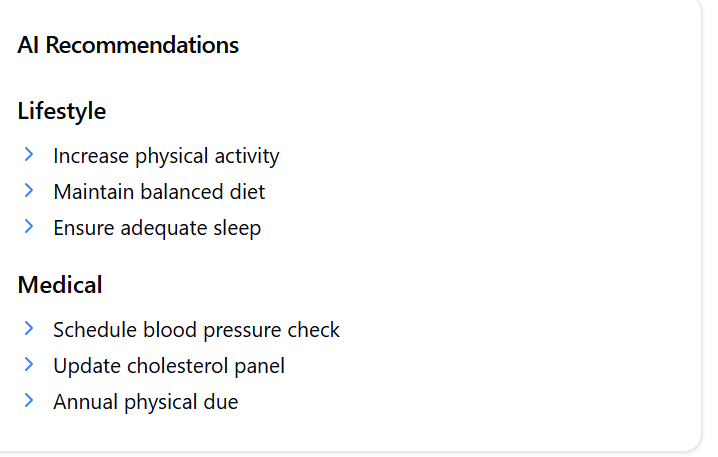 AI Recommendations
Lifestyle
Increase physical activity
Maintain balanced diet
Ensure adequate sleep
Medical
Schedule blood pressure check
Update cholesterol panel
Annual physical due